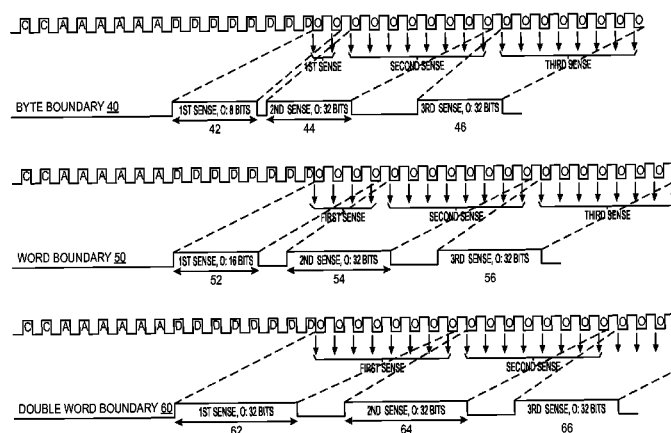 C C A A A A A A D D D D D D D D O O O O O O O O O O O O O O O O O O
1ST SENSE SECOND SENSE THIRD SENSE
BYTE BOUNDARY 40 1ST SENSE, O: 8 BITS 2ND SENSE, O: 32 BITS 3RD SENSE, O: 32 BITS
42 44 46
C C A A A A A A D D D D D D D D O O O O O O O O O O O O O O O O O O O
FIRST SENSE SECOND SENSE THIRD SENSE
WORD BOUNDARY 50 1ST SENSE, O: 16 BITS 2ND SENSE, O: 32 BITS 3RD SENSE, O: 32 BITS
52 54 56
C C A A A A A A D D D D D D D D O O O O O O O O O O O O O O O O O O O
FIRST SENSE SECOND SENSE
DOUBLE WORD BOUNDARY 60 1ST SENSE, O: 32 BITS 2ND SENSE, O: 32 BITS 3RD SENSE, O: 32 BITS
62 64 66